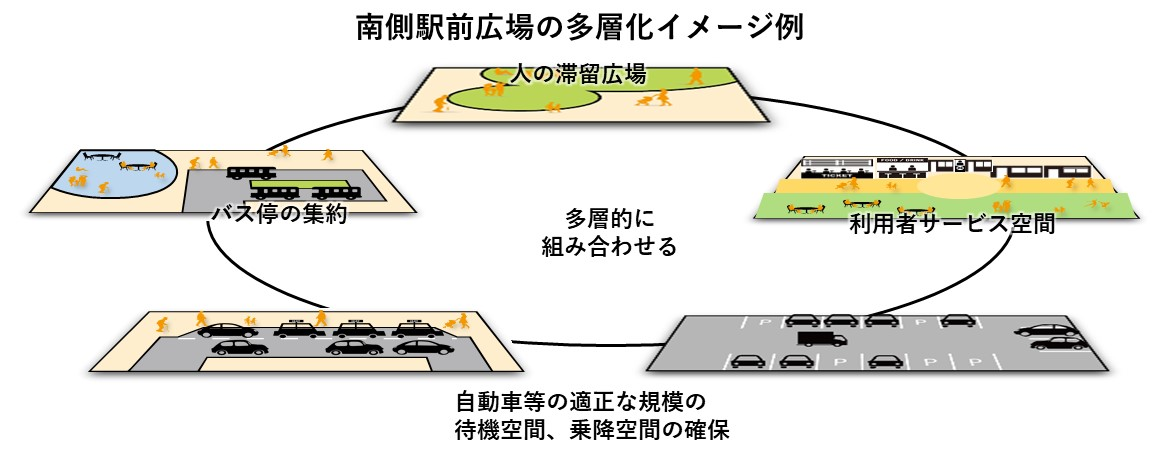 南側駅前広場の多層化イメージ例
人の滞留広場
バス停の集約
FOOD / DRINK
TICKET
利用者サービス空間
多層的に
組み合わせる
P
P
P P P
自動車等の適正な規模の
待機空間、乗降空間の確保